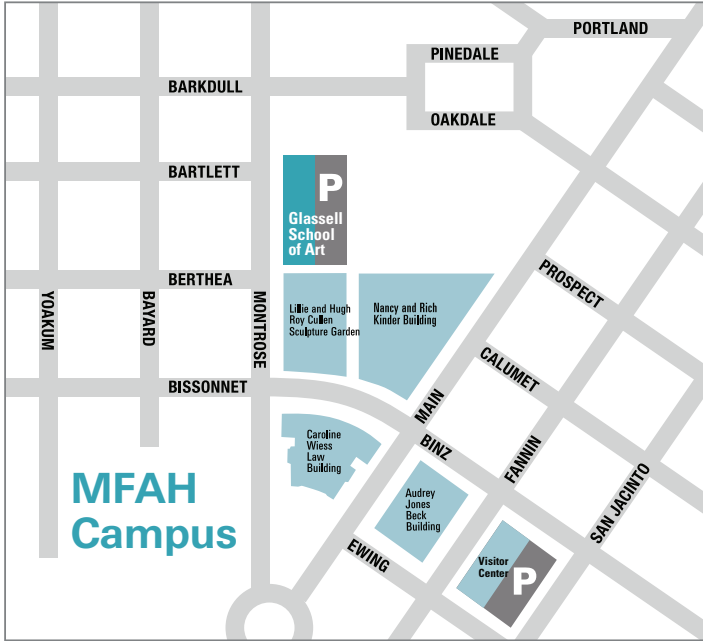 PORTLAND
PINEDALE
BARKDULL
OAKDALE
BARTLETT
P
Glassell
School
of Art
BERTHEA
PROSPECT
YOAKUM
BAYARD
MONTROSE
Lillie and Hugh
Roy Cullen
Sculpture Garden
Nancy and Rich
Kinder Building
CALUMET
BISSONNET
MAIN
BINZ
FANNIN
SAN JACINTO
Caroline
Wiess
Law
Building
MFAH
Campus
Audrey
Jones
Beck
Building
EWING
Visitor
Center
P